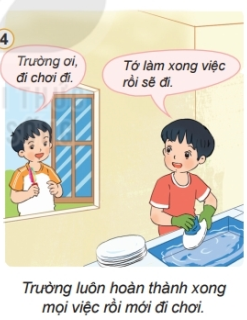 4
Trường ơi,
đi chơi đi.
Tớ làm xong việc
rồi sẽ đi.
Trường luôn hoàn thành xong
mọi việc rồi mới đi chơi.